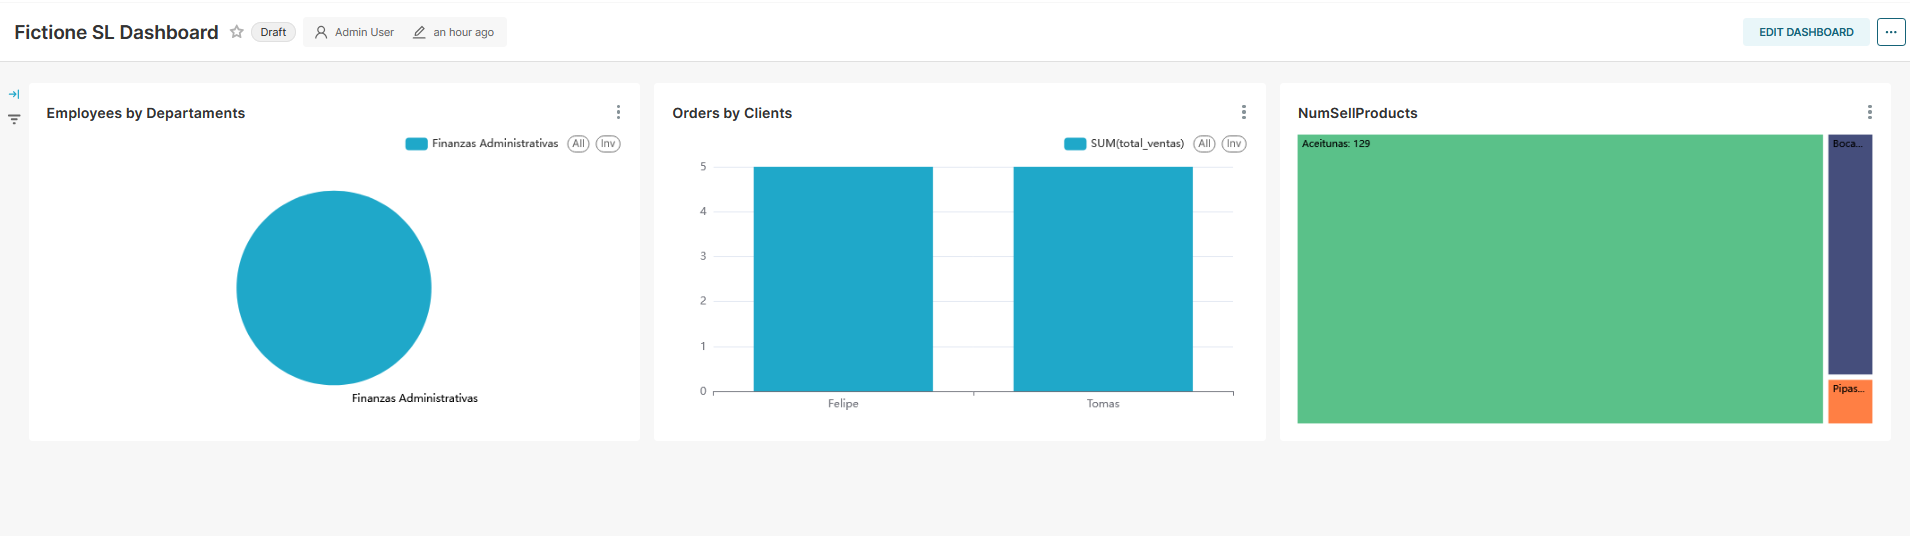 Fictione SL Dashboard
Draft
Admin User
an hour ago
EDIT DASHBOARD
Employees by Departaments
Finanzas Administrativas
All
Inv
Finanzas Administrativas
Orders by Clients
SUM(total_ventas)
All
Inv
5
4
3
2
1
0
Felipe
Tomas
NumSellProducts
Aceitunas: 129
Boca...
Pipas...